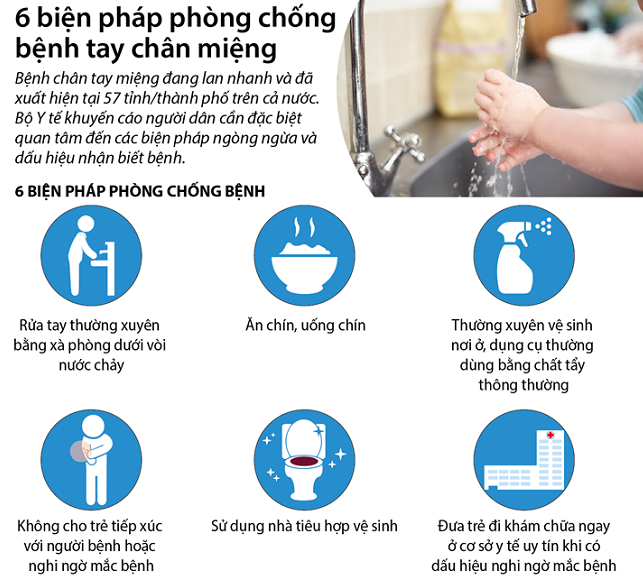 6 biện pháp phòng chống
bệnh tay chân miệng
Bệnh chân tay miệng đang lan nhanh và đã
xuất hiện tại 57 tỉnh/thành phố trên cả nước.
Bộ Y tế khuyến cáo người dân cần đặc biệt
quan tâm đến các biện pháp ngòng ngừa và
dấu hiệu nhận biết bệnh.
6 BIỆN PHÁP PHÒNG CHỐNG BỆNH
Rửa tay thường xuyên
bằng xà phòng dưới vòi
nước chảy
Ăn chín, uống chín
Thường xuyên vệ sinh
nơi ở, dụng cụ thường
dùng bằng chất tẩy
thông thường
Không cho trẻ tiếp xúc
với người bệnh hoặc
nghi ngờ mắc bệnh
Sử dụng nhà tiêu hợp vệ sinh
Đưa trẻ đi khám chữa ngay
ở cơ sở y tế uy tín khi có
dấu hiệu nghi ngờ mắc bệnh